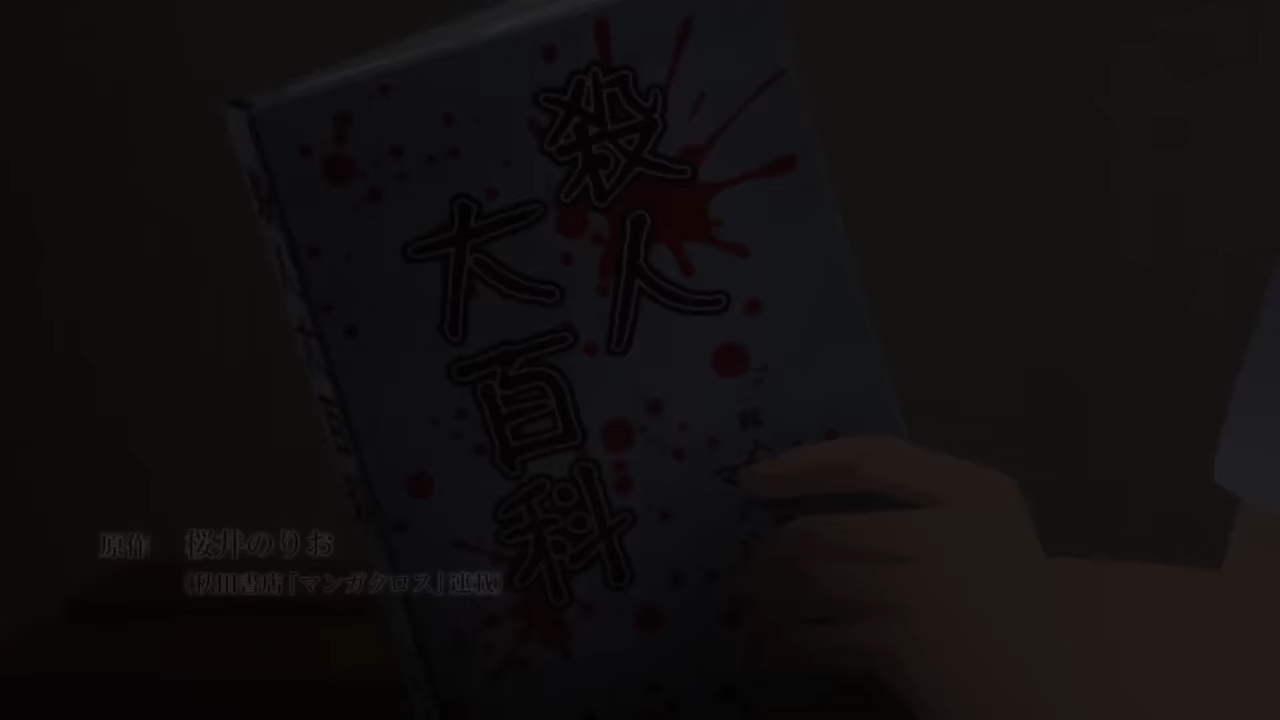 殺人
大百科
原作 桜井のりお
(秋田書店「マンガクロス」連載)